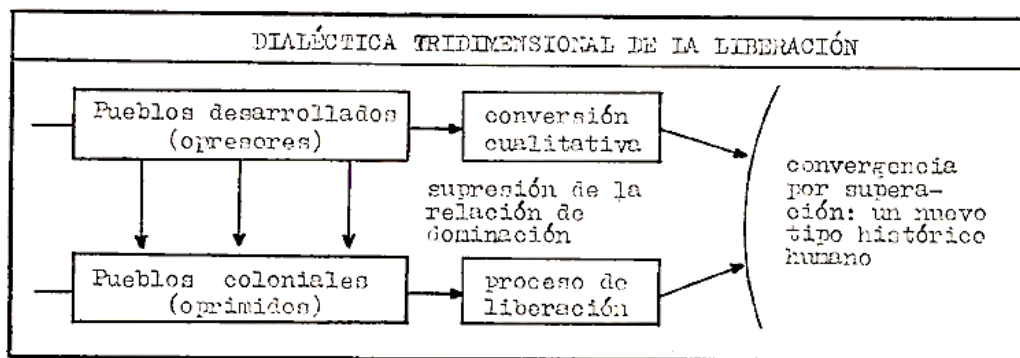 DIALÉCTICA TRIDIMENSIONAL DE LA LIBERACIÓN
Pueblos desarrollados
(opresores)
conversión
cualitativa
supresión de la
relación de
dominación
Pueblos coloniales
(oprimidos)
proceso de
liberación
convergencia
por supera-
ción: un nuevo
tipo histórico
humano